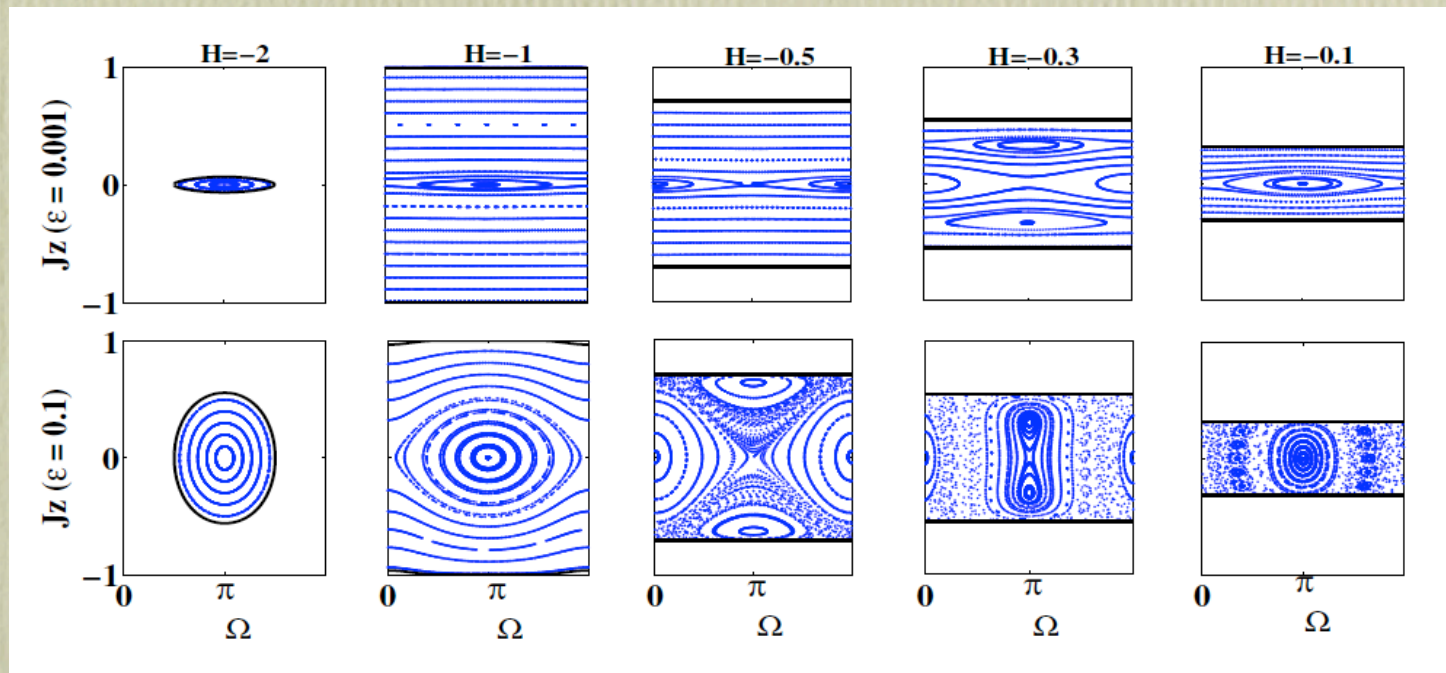 H=−2 H=−1 H=−0.5 H=−0.3 H=−0.1
Jz (ε = 0.001)
1
0
−1
Jz (ε = 0.1)
1
0
−1
0 π 0 π 0 π 0 π 0 π
Ω Ω Ω Ω Ω